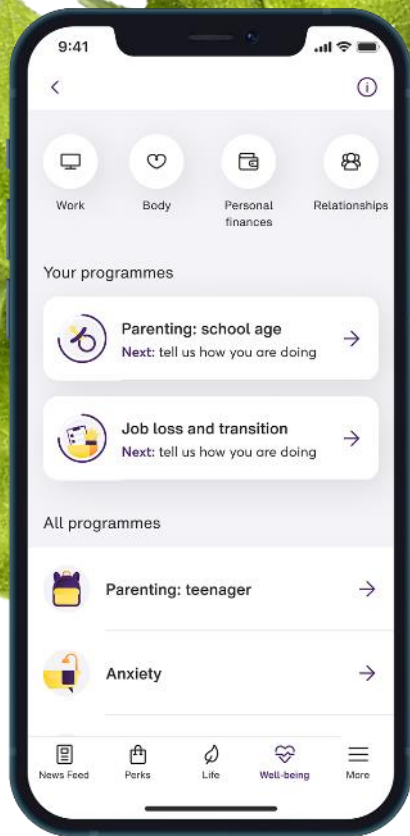 9:41
Work
Body
Personal
finances
Relationships
Your programmes
Parenting: school age
Next: tell us how you are doing
Job loss and transition
Next: tell us how you are doing
All programmes
Parenting: teenager
Anxiety
News Feed
Perks
Life
Well-being
More